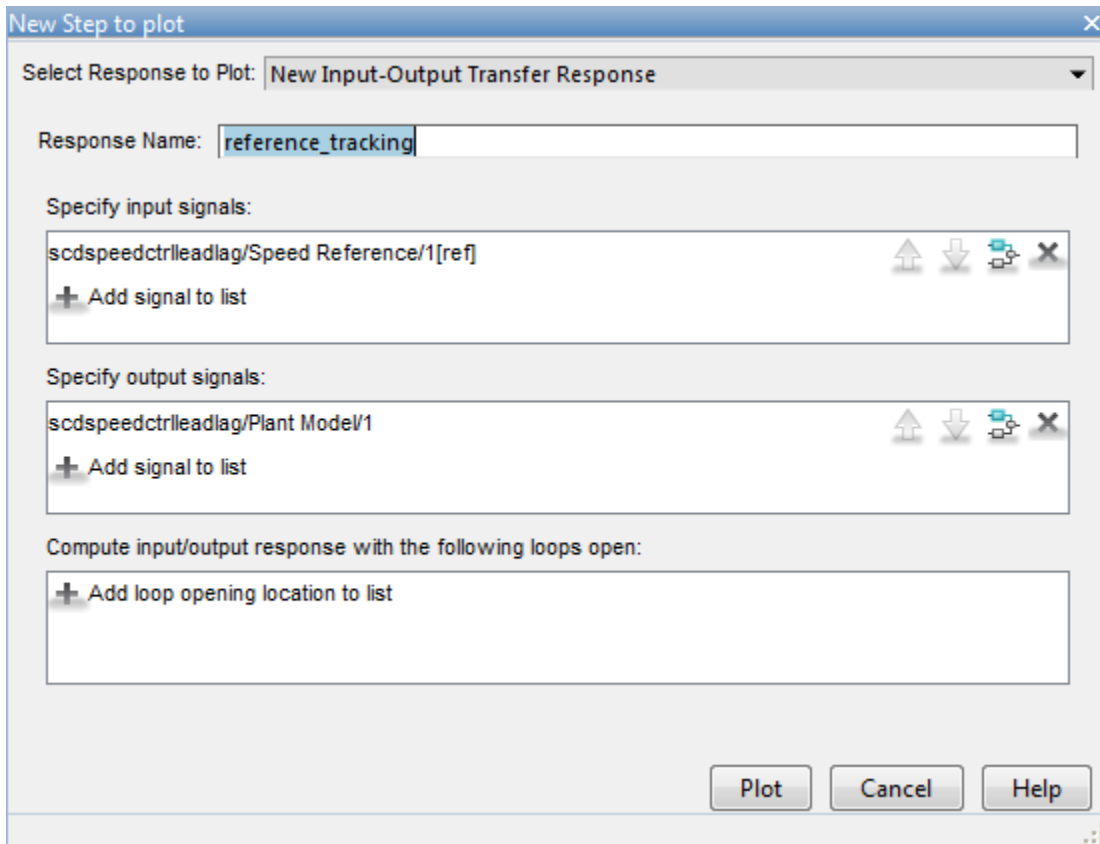 New Step to plot
Select Response to Plot: New Input-Output Transfer Response
Response Name: reference_tracking
Specify input signals:
scdspeedctrlleadlag/Speed Reference/1[ref]
Add signal to list
Specify output signals:
scdspeedctrlleadlag/Plant Model/1
Add signal to list
Compute input/output response with the following loops open:
Add loop opening location to list
Plot Cancel Help